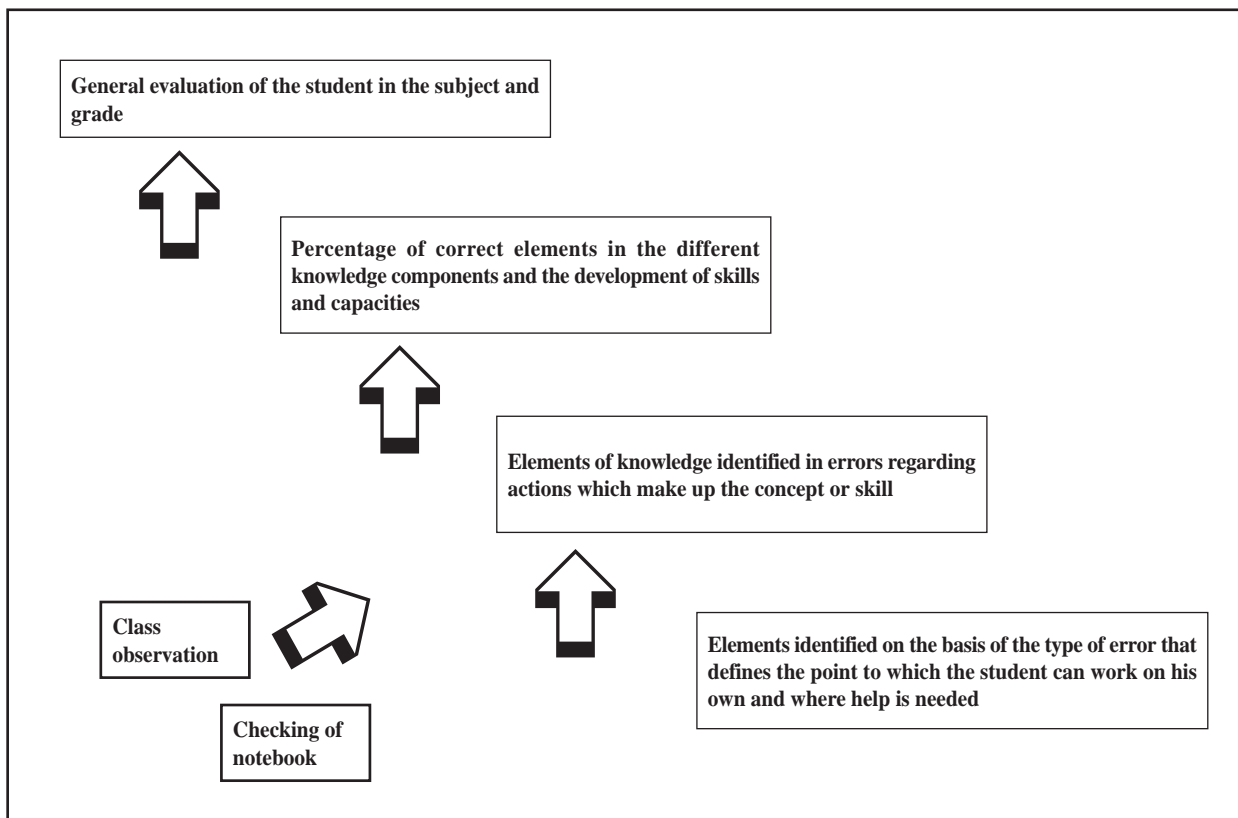 General evaluation of the student in the subject and
grade
Percentage of correct elements in the different
knowledge components and the development of skills
and capacities
Elements of knowledge identified in errors regarding
actions which make up the concept or skill
Class
observation
Elements identified on the basis of the type of error that
defines the point to which the student can work on his
own and where help is needed
Checking of
notebook